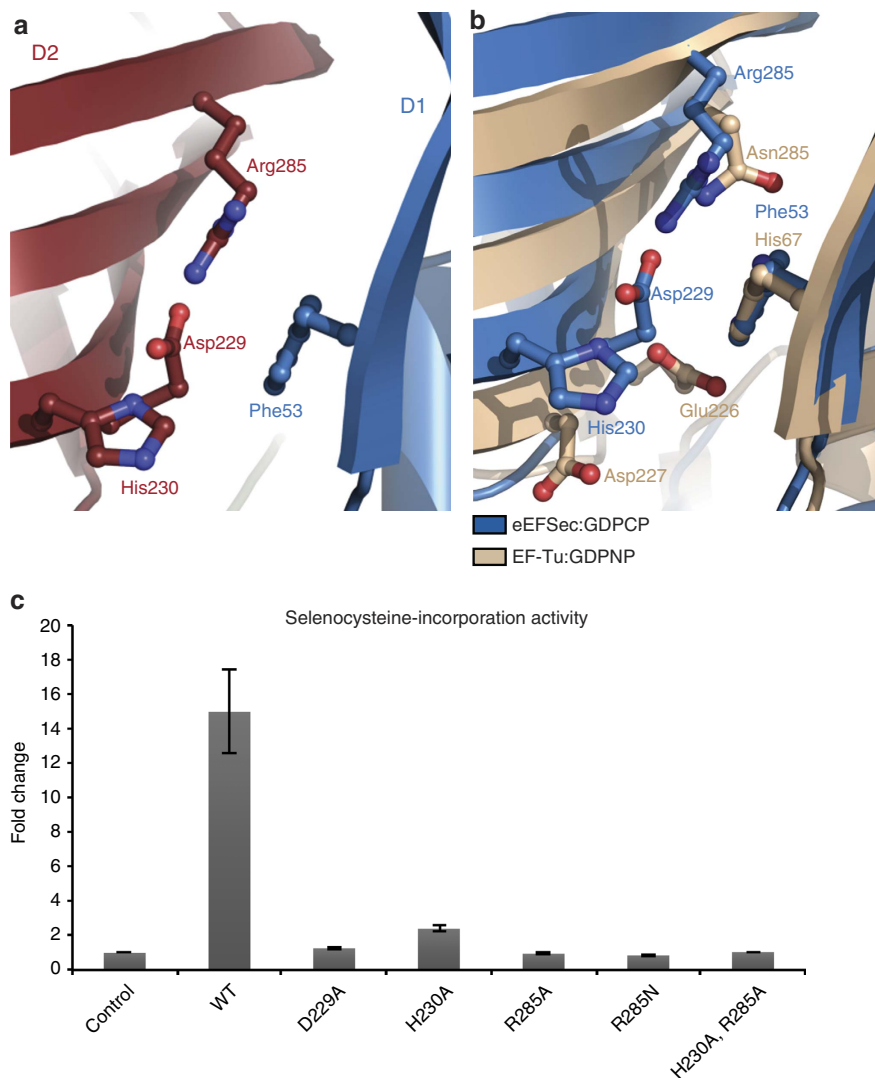 a
D2
D1
Arg285
Asp229
Phe53
His230
b
Arg285
Asn285
Phe53
His67
Asp229
Glu226
His230
Asp227
eEFSec:GDPCP
EF-Tu:GDPNP
c
Selenocysteine-incorporation activity
Fold change
20
18
16
14
12
10
8
6
4
2
0
Control
WT
D229A
H230A
R285A
R285N
H230A, R285A